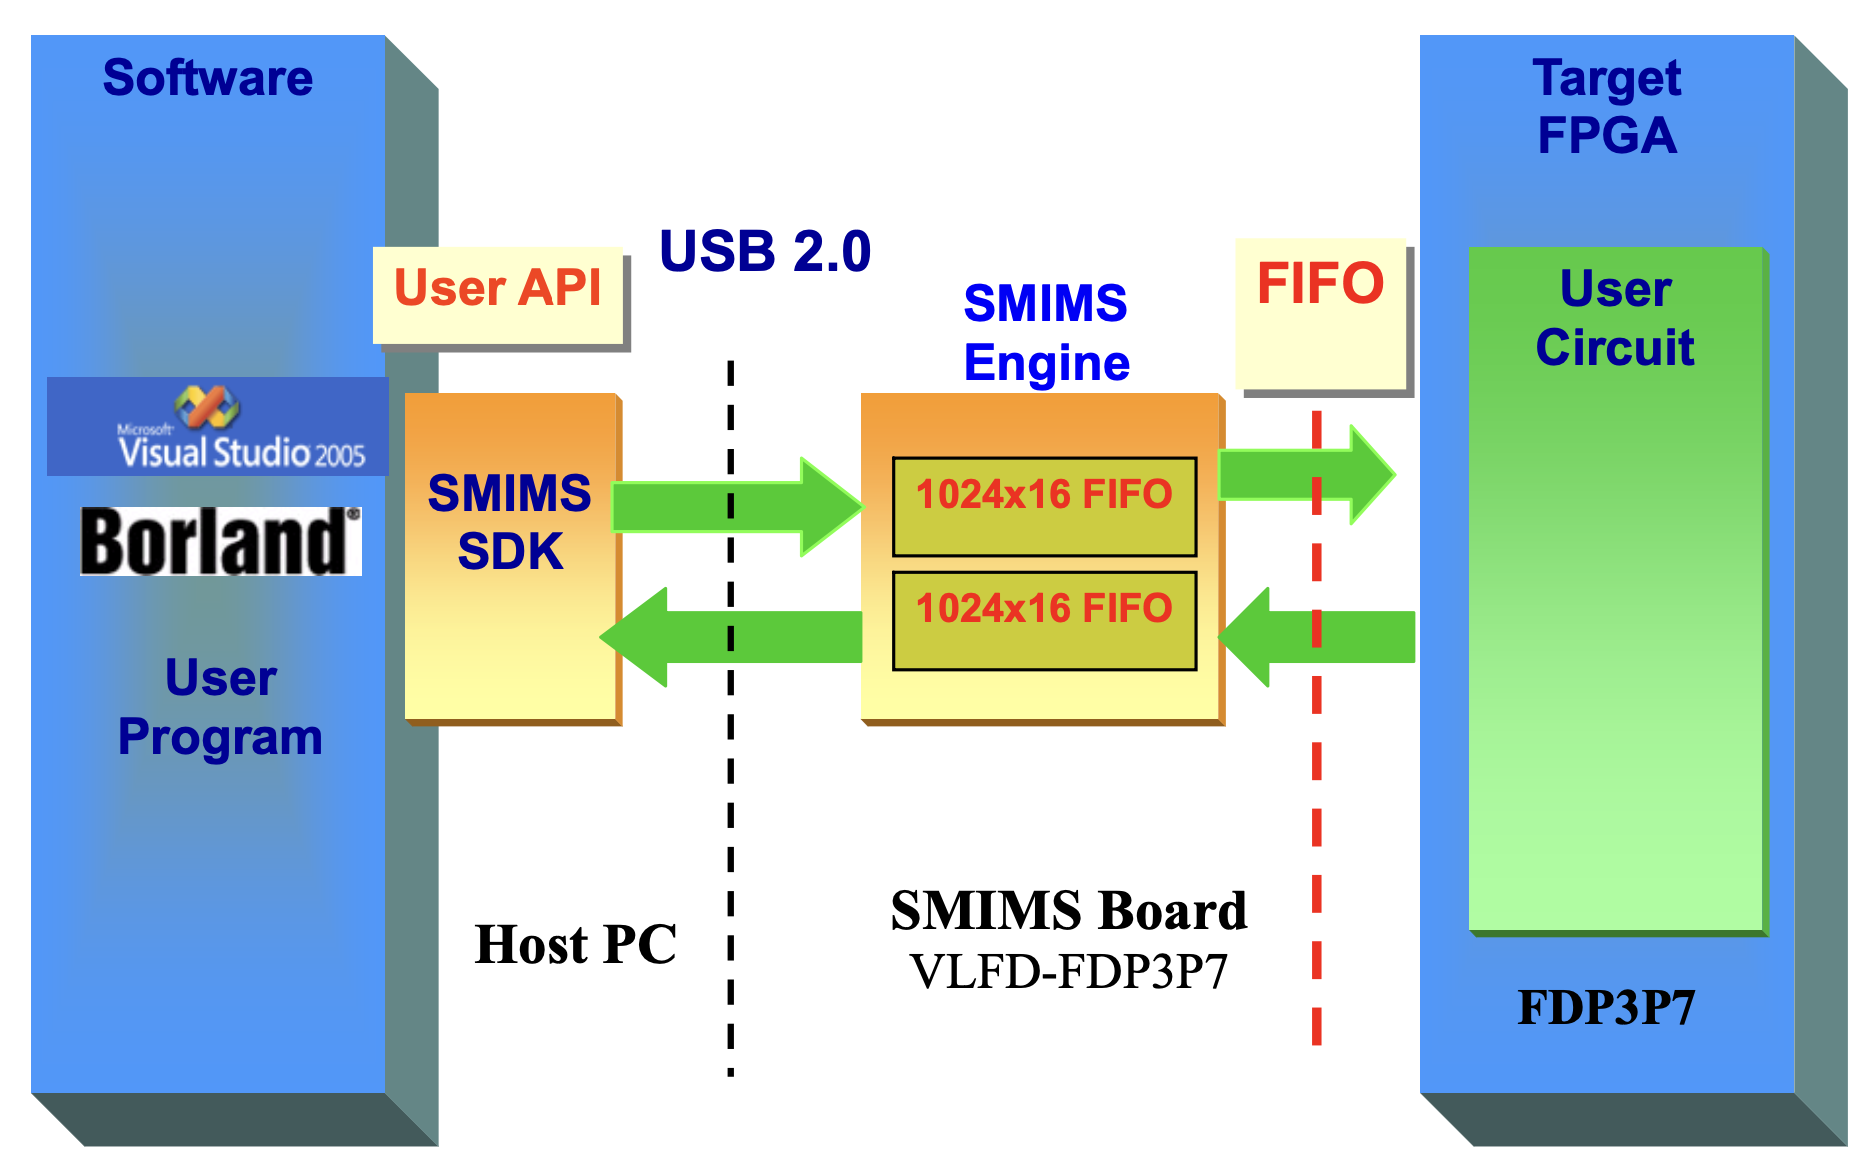 Software
Target
FPGA
User API
USB 2.0
SMIMS
Engine
FIFO
User
Circuit
Microsoft®
Visual Studio 2005
Borland®
SMIMS
SDK
1024x16 FIFO
1024x16 FIFO
User
Program
Host PC
SMIMS Board
VLFD-FDP3P7
FDP3P7